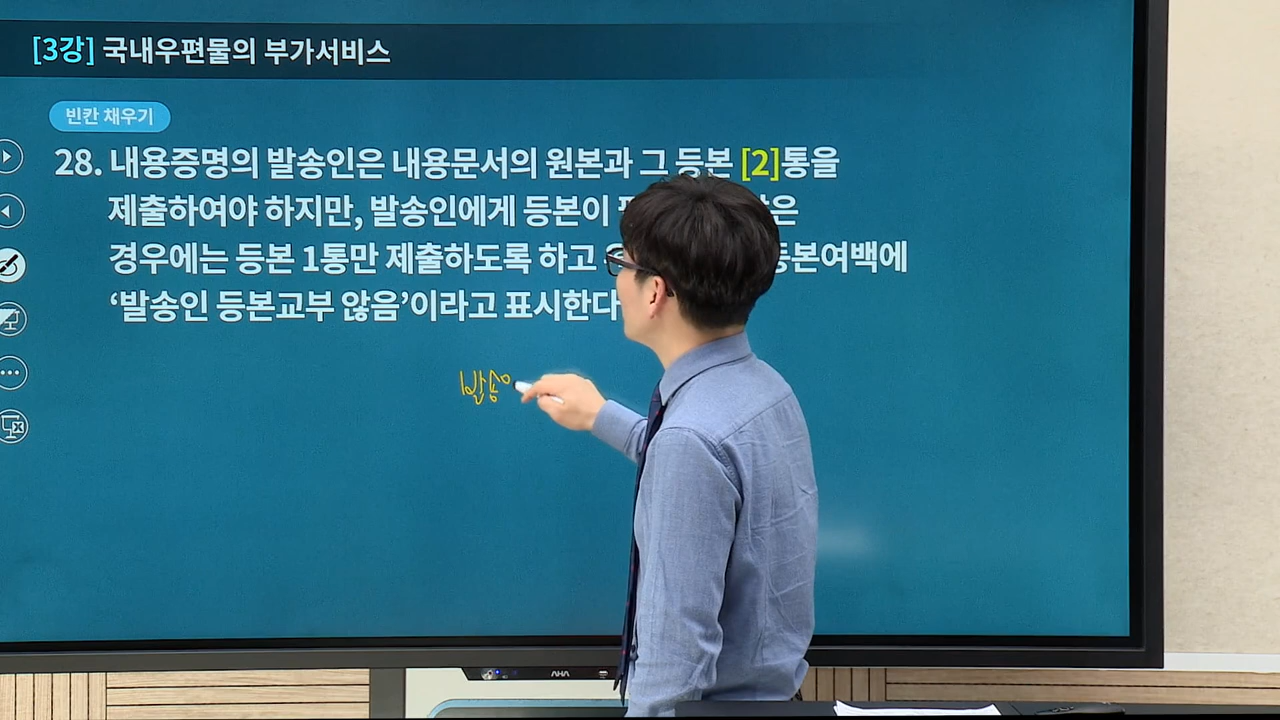 [3강] 국내우편물의 부가서비스
빈칸 채우기
28. 내용증명의 발송인은 내용문서의 원본과 그 등본 [2]통을
제출하여야 하지만, 발송인에게 등본이 은
경우에는 등본 1통만 제출하도록 하고 등본여백에
‘발송인 등본교부 않음’이라고 표시한다
발송
AHA